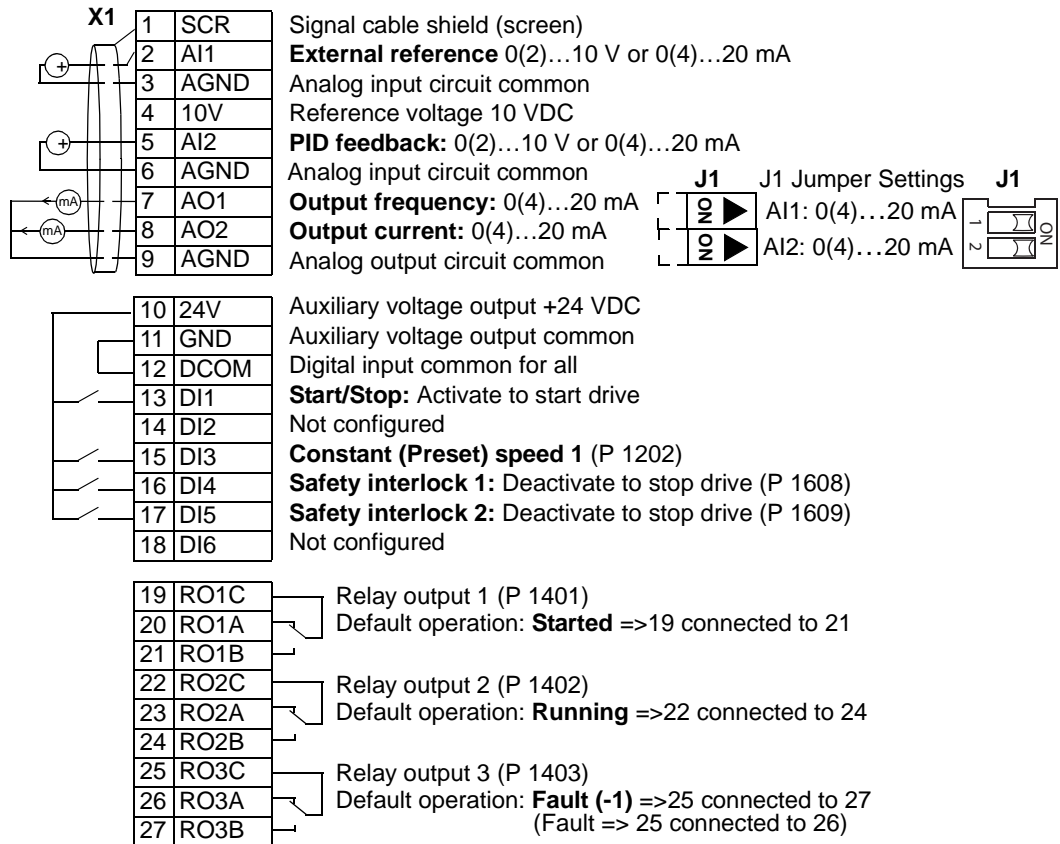 X1
1 SCR Signal cable shield (screen)
2 AI1 External reference 0(2)…10 V or 0(4)…20 mA
3 AGND Analog input circuit common
4 10V Reference voltage 10 VDC
5 AI2 PID feedback: 0(2)…10 V or 0(4)…20 mA
6 AGND Analog input circuit common
7 AO1 Output frequency: 0(4)…20 mA
8 AO2 Output current: 0(4)…20 mA
9 AGND Analog output circuit common
+
+
mA
mA
J1 J1 Jumper Settings J1
ON AI1: 0(4)…20 mA 1
ON AI2: 0(4)…20 mA 2
ON
10 24V Auxiliary voltage output +24 VDC
11 GND Auxiliary voltage output common
12 DCOM Digital input common for all
13 DI1 Start/Stop: Activate to start drive
14 DI2 Not configured
15 DI3 Constant (Preset) speed 1 (P 1202)
16 DI4 Safety interlock 1: Deactivate to stop drive (P 1608)
17 DI5 Safety interlock 2: Deactivate to stop drive (P 1609)
18 DI6 Not configured
19 RO1C Relay output 1 (P 1401)
20 RO1A Default operation: Started =>19 connected to 21
21 RO1B
22 RO2C Relay output 2 (P 1402)
23 RO2A Default operation: Running =>22 connected to 24
24 RO2B
25 RO3C Relay output 3 (P 1403)
26 RO3A Default operation: Fault (-1) =>25 connected to 27
27 RO3B (Fault => 25 connected to 26)